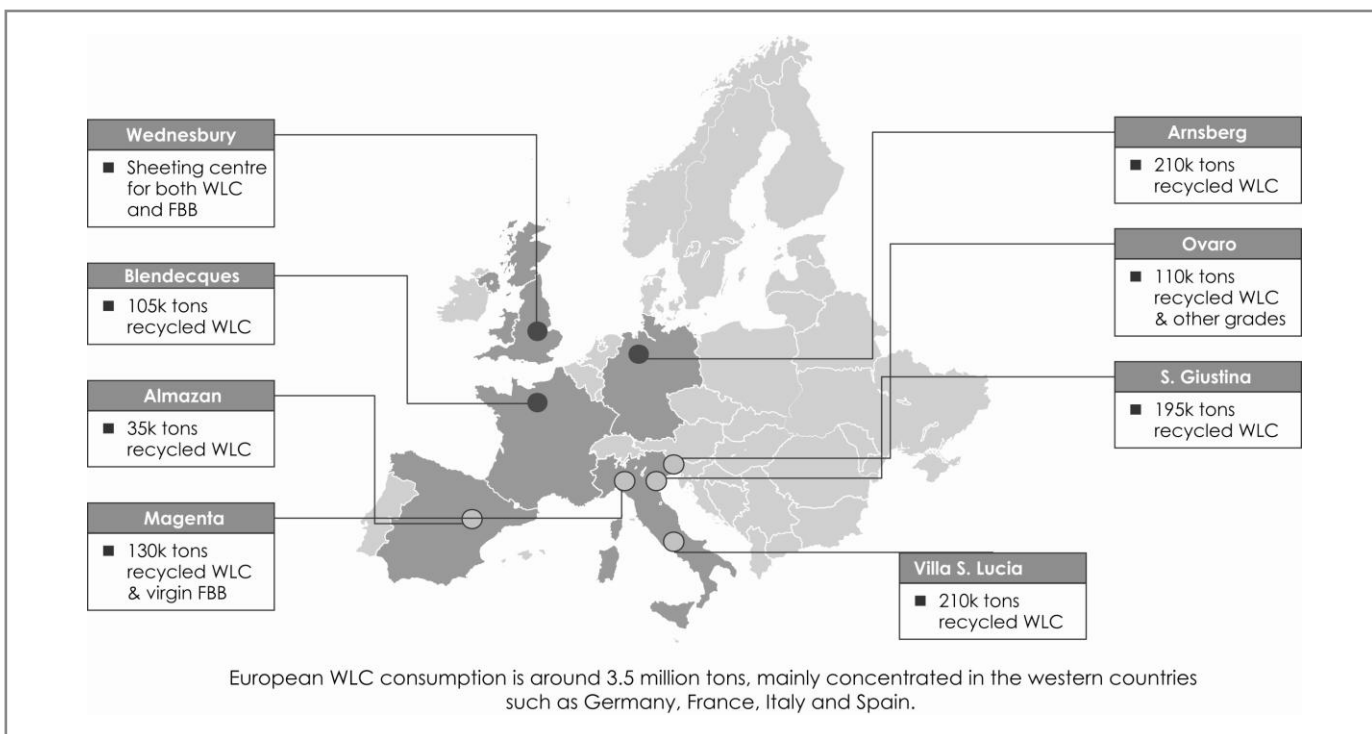 Wednesbury
■ Sheeting centre
for both WLC
and FBB
Blendecques
■ 105k tons
recycled WLC
Almazan
■ 35k tons
recycled WLC
Magenta
■ 130k tons
recycled WLC
& virgin FBB
Arnsberg
■ 210k tons
recycled WLC
Ovaro
■ 110k tons
recycled WLC
& other grades
S. Giustina
■ 195k tons
recycled WLC
Villa S. Lucia
■ 210k tons
recycled WLC
European WLC consumption is around 3.5 million tons, mainly concentrated in the western countries
such as Germany, France, Italy and Spain.